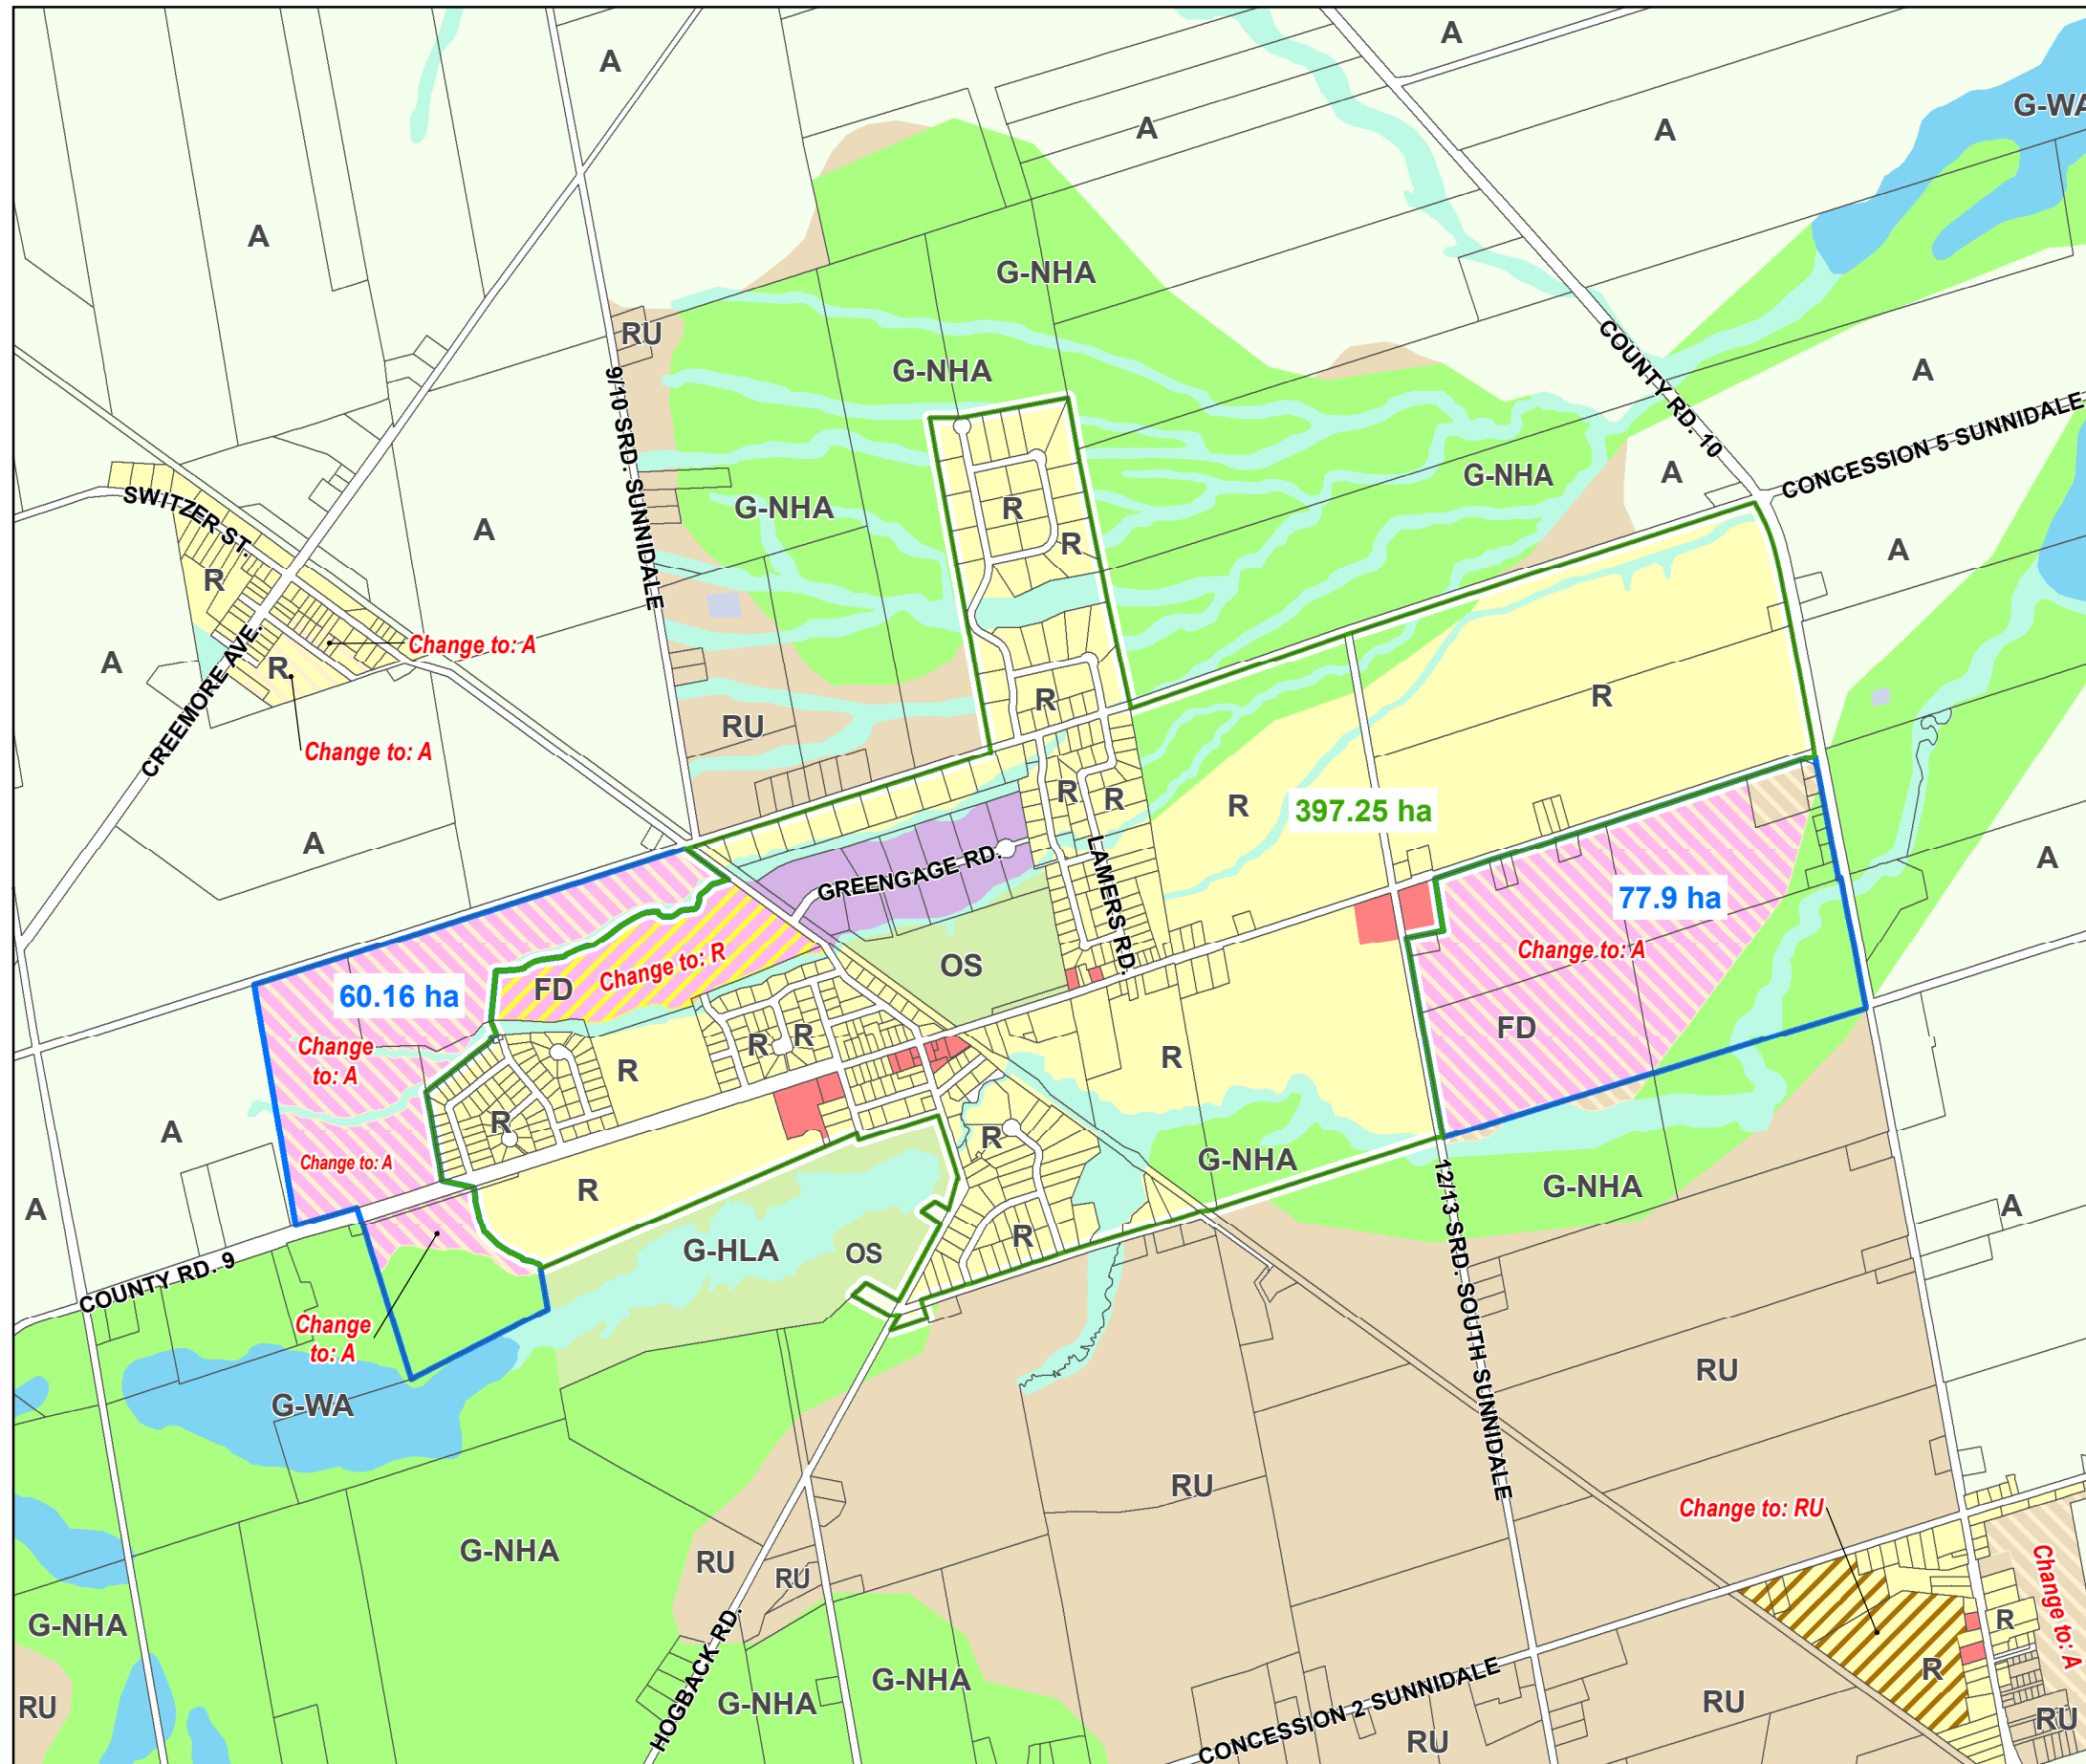 A
A
G-WA
A
A
A
G-NHA
RU
COUNTY RD. 10
G-NHA
A
9/10 SRD. SUNNIDALE
CONCESSION 5 SUNNIDALE
A
G-NHA
SWITZER ST.
G-NHA
R
A
R
A
R
Change to: A
A
R
CREEMORE AVE.
R
R
RU
Change to: A
R
R
R
397.25 ha
A
LAMERS RD.
A
GREENGAGE RD.
77.9 ha
Change to: A
OS
Change to: R
FD
60.16 ha
FD
R
R
Change
to: A
R
R
R
A
R
G-NHA
Change to: A
12/13 SRD. SOUTH SUNNIDALE
G-NHA
R
A
A
R
G-HLA
OS
COUNTY RD. 9
Change
to: A
RU
G-WA
RU
Change to: RU
G-NHA
RU
RU
Change to: A
G-NHA
R
R
HOGBACK RD.
G-NHA
G-NHA
CONCESSION 2 SUNNIDALE
RU
RU
RU
RU